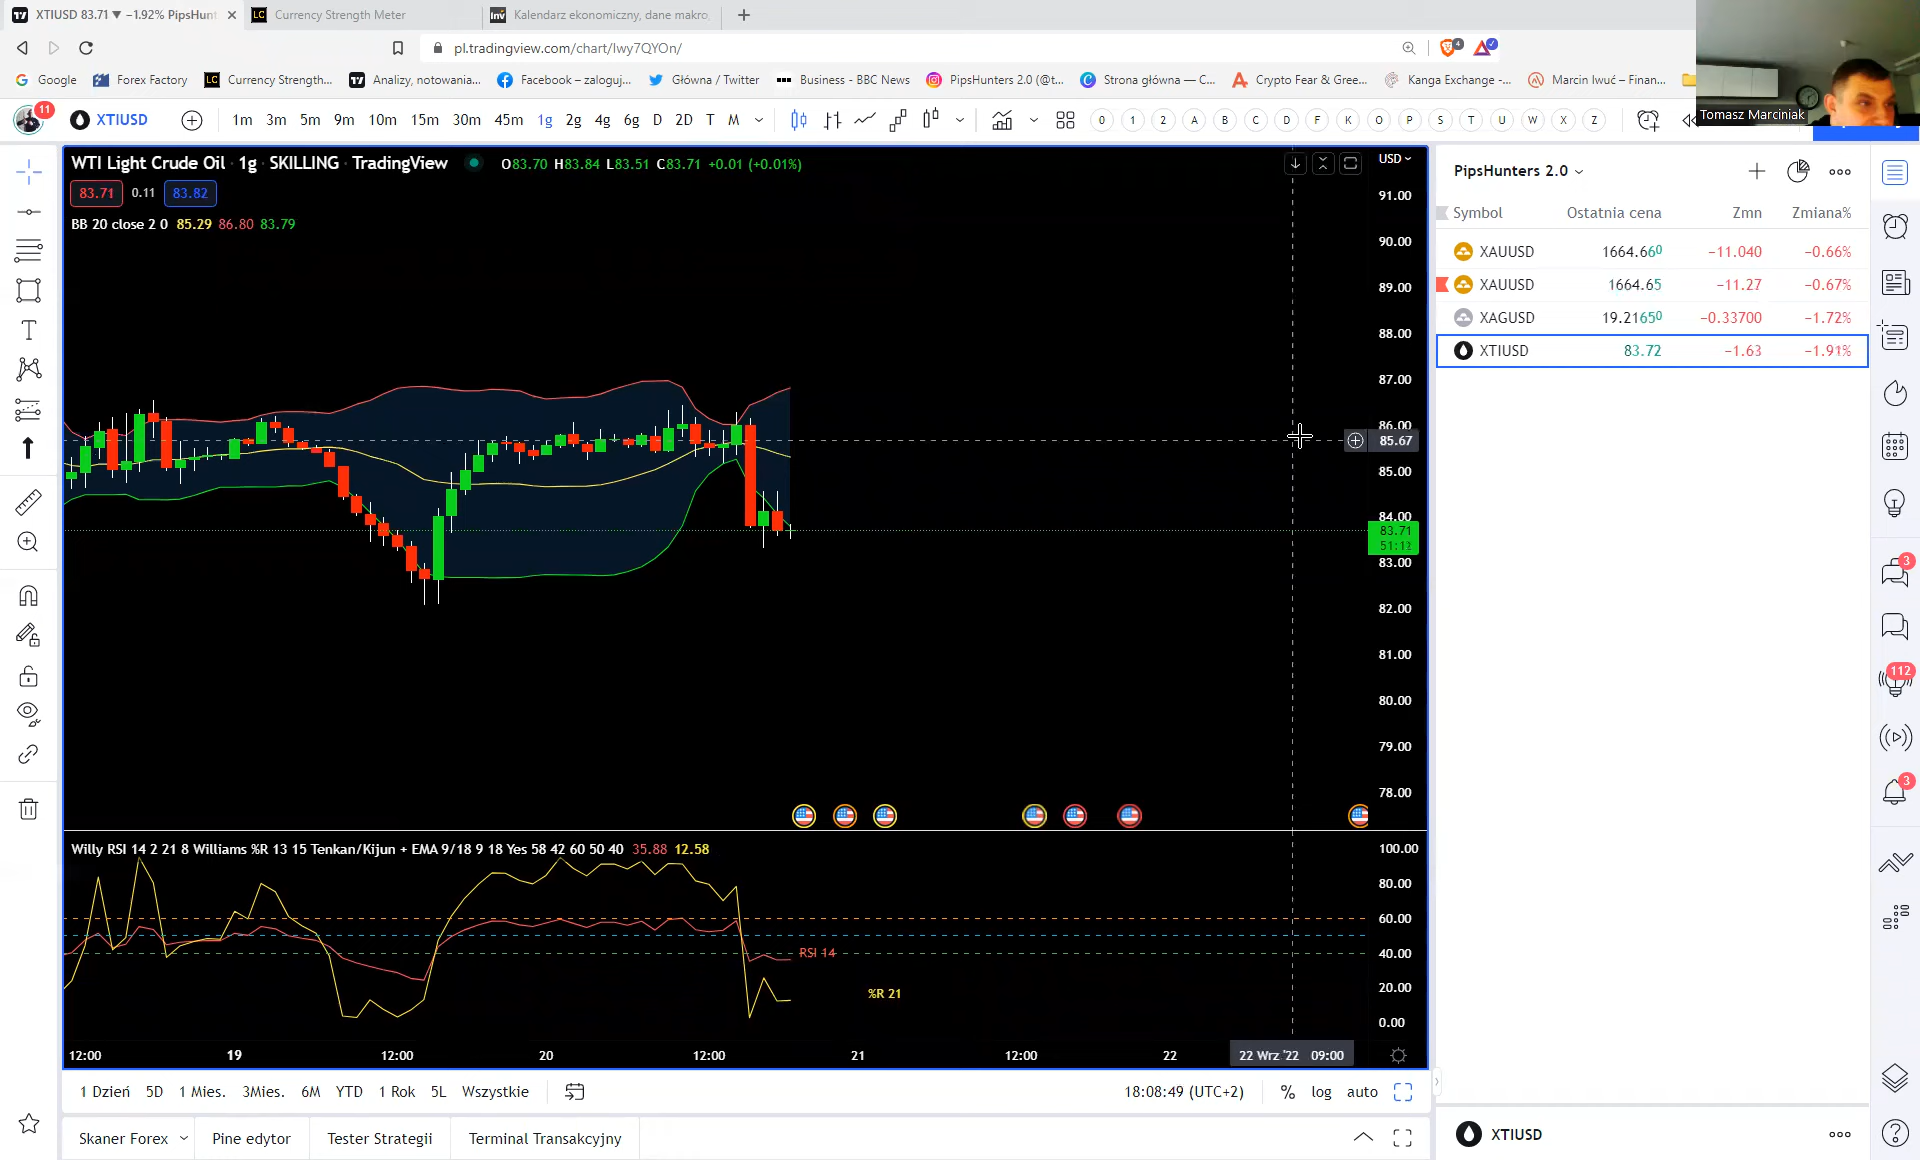 XTIUSD 83.71 ▼ −1.92% PipsHunt
Currency Strength Meter
Kalendarz ekonomiczny, dane makro,
pl.tradingview.com/chart/Iwy7QYOn/
Google Forex Factory Currency Strength... Analizy, notowania... Facebook – zaloguj... Główna / Twitter Business - BBC News PipsHunters 2.0 (@t... Strona główna — C... Crypto Fear & Gree... Kanga Exchange -... Marcin Iwuć – Finan...
Tomasz Marciniak
11 XTIUSD 1m 3m 5m 9m 10m 15m 30m 45m 1g 2g 4g 6g D 2D T M 0 1 2 A B C D F K O P S T U W X Z
WTI Light Crude Oil · 1g · SKILLING · TradingView O83.70 H83.84 L83.51 C83.71 +0.01 (+0.01%)
83.71 0.11 83.82
BB 20 close 2 0 85.29 86.80 83.79
USD
91.00
90.00
89.00
88.00
87.00
86.00
85.67
85.00
84.00
83.71
51:12
83.00
82.00
81.00
80.00
79.00
78.00
Willy RSI 14 2 21 8 Williams %R 13 15 Tenkan/Kijun + EMA 9/18 9 18 Yes 58 42 60 50 40 35.88 12.58
100.00
80.00
60.00
RSI 14
40.00
%R 21
20.00
0.00
12:00 19 12:00 20 12:00 21 12:00 22 22 Wrz '22 09:00
1 Dzień 5D 1 Mies. 3Mies. 6M YTD 1 Rok 5L Wszystkie 18:08:49 (UTC+2) % log auto
Skaner Forex Pine edytor Tester Strategii Terminal Transakcyjny
PipsHunters 2.0
Symbol Ostatnia cena Zmn Zmiana%
XAUUSD 1664.660 −11.040 −0.66%
XAUUSD 1664.65 −11.27 −0.67%
XAGUSD 19.21650 −0.33700 −1.72%
XTIUSD 83.72 −1.63 −1.91%
3
112
3
XTIUSD